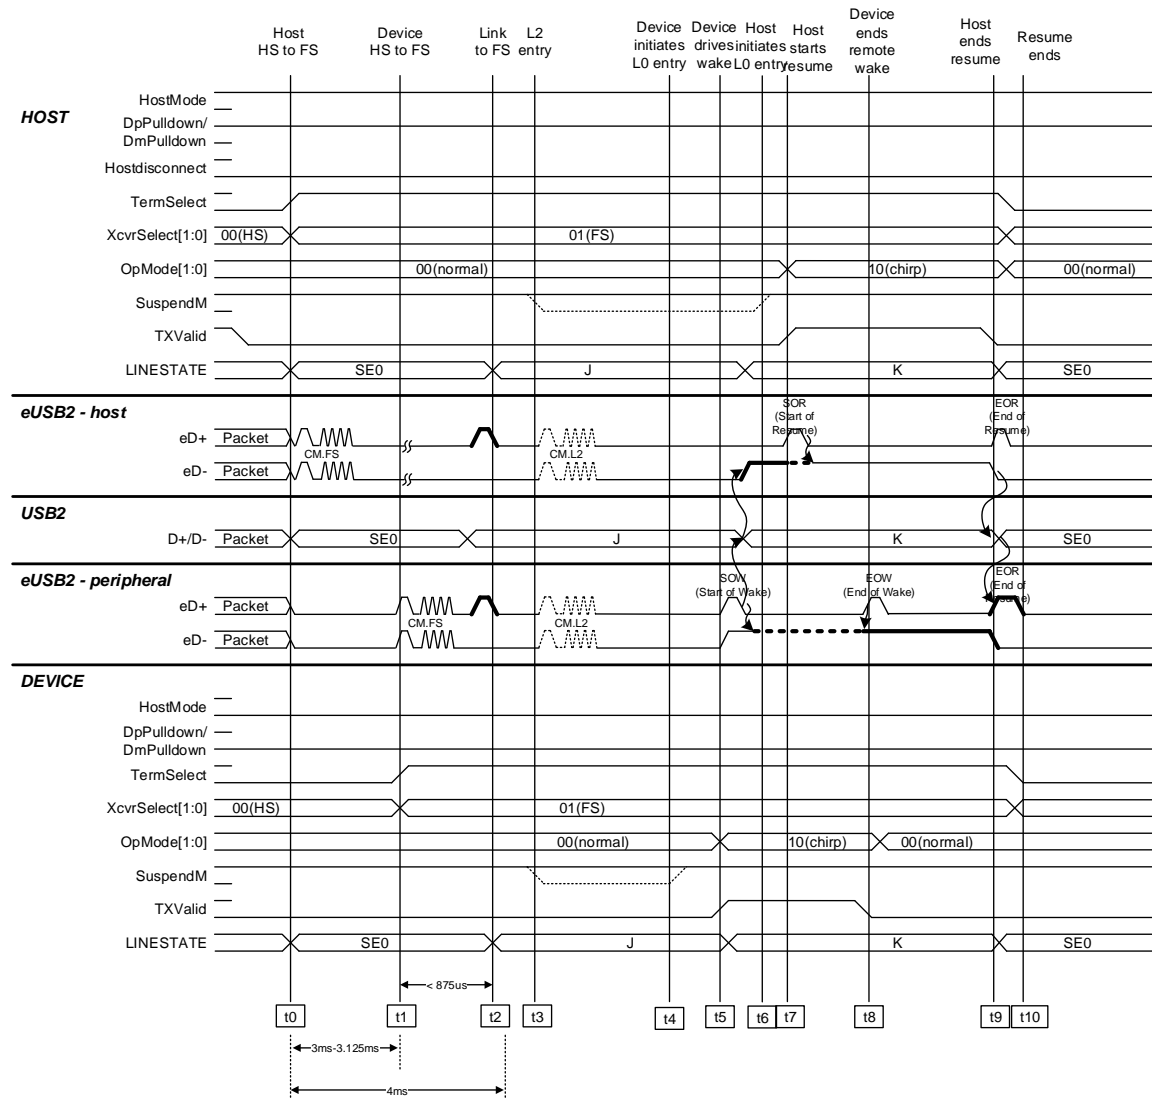 Host
HS to FS
Device
HS to FS
Link
to FS
L2
entry
Device
initiates
L0 entry
Device
drives
wake
Host
initiates
L0 entry
Host
starts
resume
Device
ends
remote
wake
Host
ends
resume
Resume
ends
HOST
HostMode
DpPulldown/
DmPulldown
Hostdisconnect
TermSelect
XcvrSelect[1:0] 00(HS) 01(FS)
OpMode[1:0] 00(normal) 10(chirp) 00(normal)
SuspendM
TXValid
LINESTATE SE0 J K SE0
eUSB2 - host
SOR
(Start of
Resume)
EOR
(End of
Resume)
eD+ Packet
CM.FS CM.L2
eD- Packet
USB2
D+/D- Packet SE0 J K SE0
eUSB2 - peripheral
SOW
(Start of Wake)
EOW
(End of Wake)
EOR
(End of
Resume)
eD+ Packet
CM.FS CM.L2
eD- Packet
DEVICE
HostMode
DpPulldown/
DmPulldown
TermSelect
XcvrSelect[1:0] 00(HS) 01(FS)
OpMode[1:0] 00(normal) 10(chirp) 00(normal)
SuspendM
TXValid
LINESTATE SE0 J K SE0
< 875us
t0 t1 t2 t3 t4 t5 t6 t7 t8 t9 t10
3ms-3.125ms
4ms